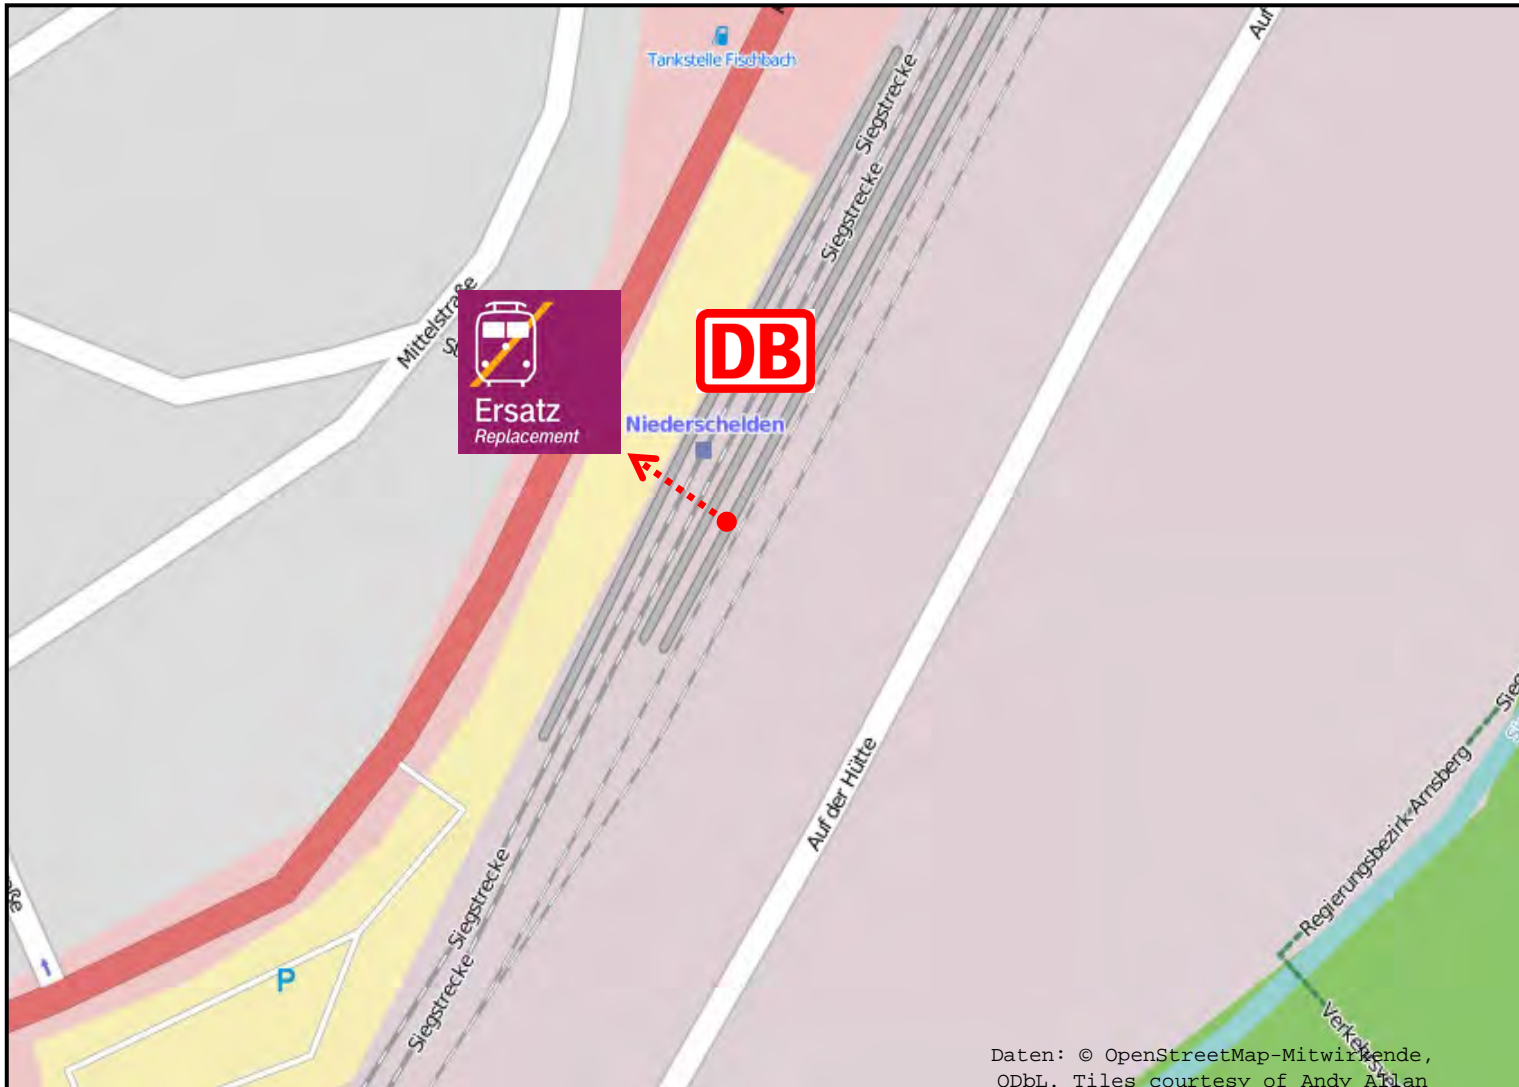 Tankstelle Fischbach
Auf
Siegstrecke
Siegstrecke
Mittelstraße
DB
Ersatz
Replacement
Niederschelden
Auf der Hütte
Siegstrecke
Siegstrecke
P
Regierungsbezirk Arnsberg
Daten: © OpenStreetMap-Mitwirkende,
ODbL. Tiles courtesy of Andy Allan